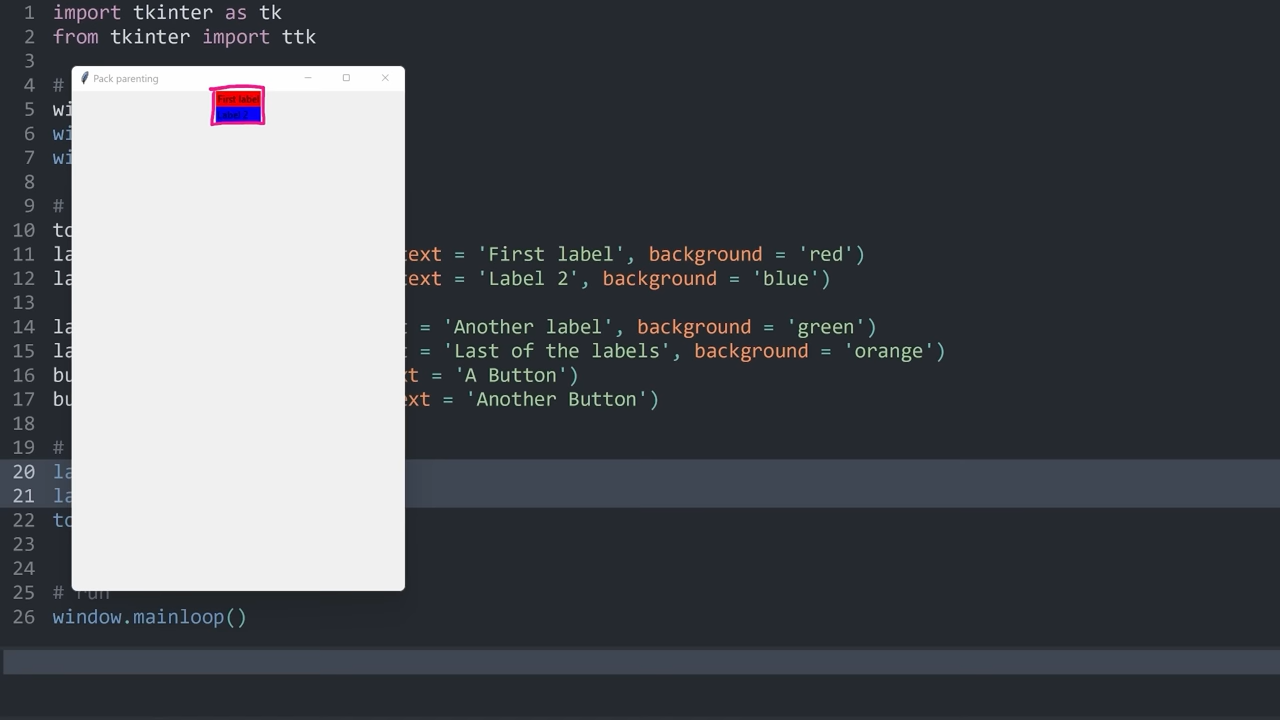 1 import tkinter as tk
2 from tkinter import ttk
3
Pack parenting
4 #
First label
5 wi
Label 2
6 wi
7 wi
8
9 #
10 to
11 la ext = 'First label', background = 'red')
12 la ext = 'Label 2', background = 'blue')
13
14 la t = 'Another label', background = 'green')
15 la t = 'Last of the labels', background = 'orange')
16 bu xt = 'A Button')
17 bu ext = 'Another Button')
18
19 #
20 la
21 la
22 to
23
24
25 # run
26 window.mainloop()